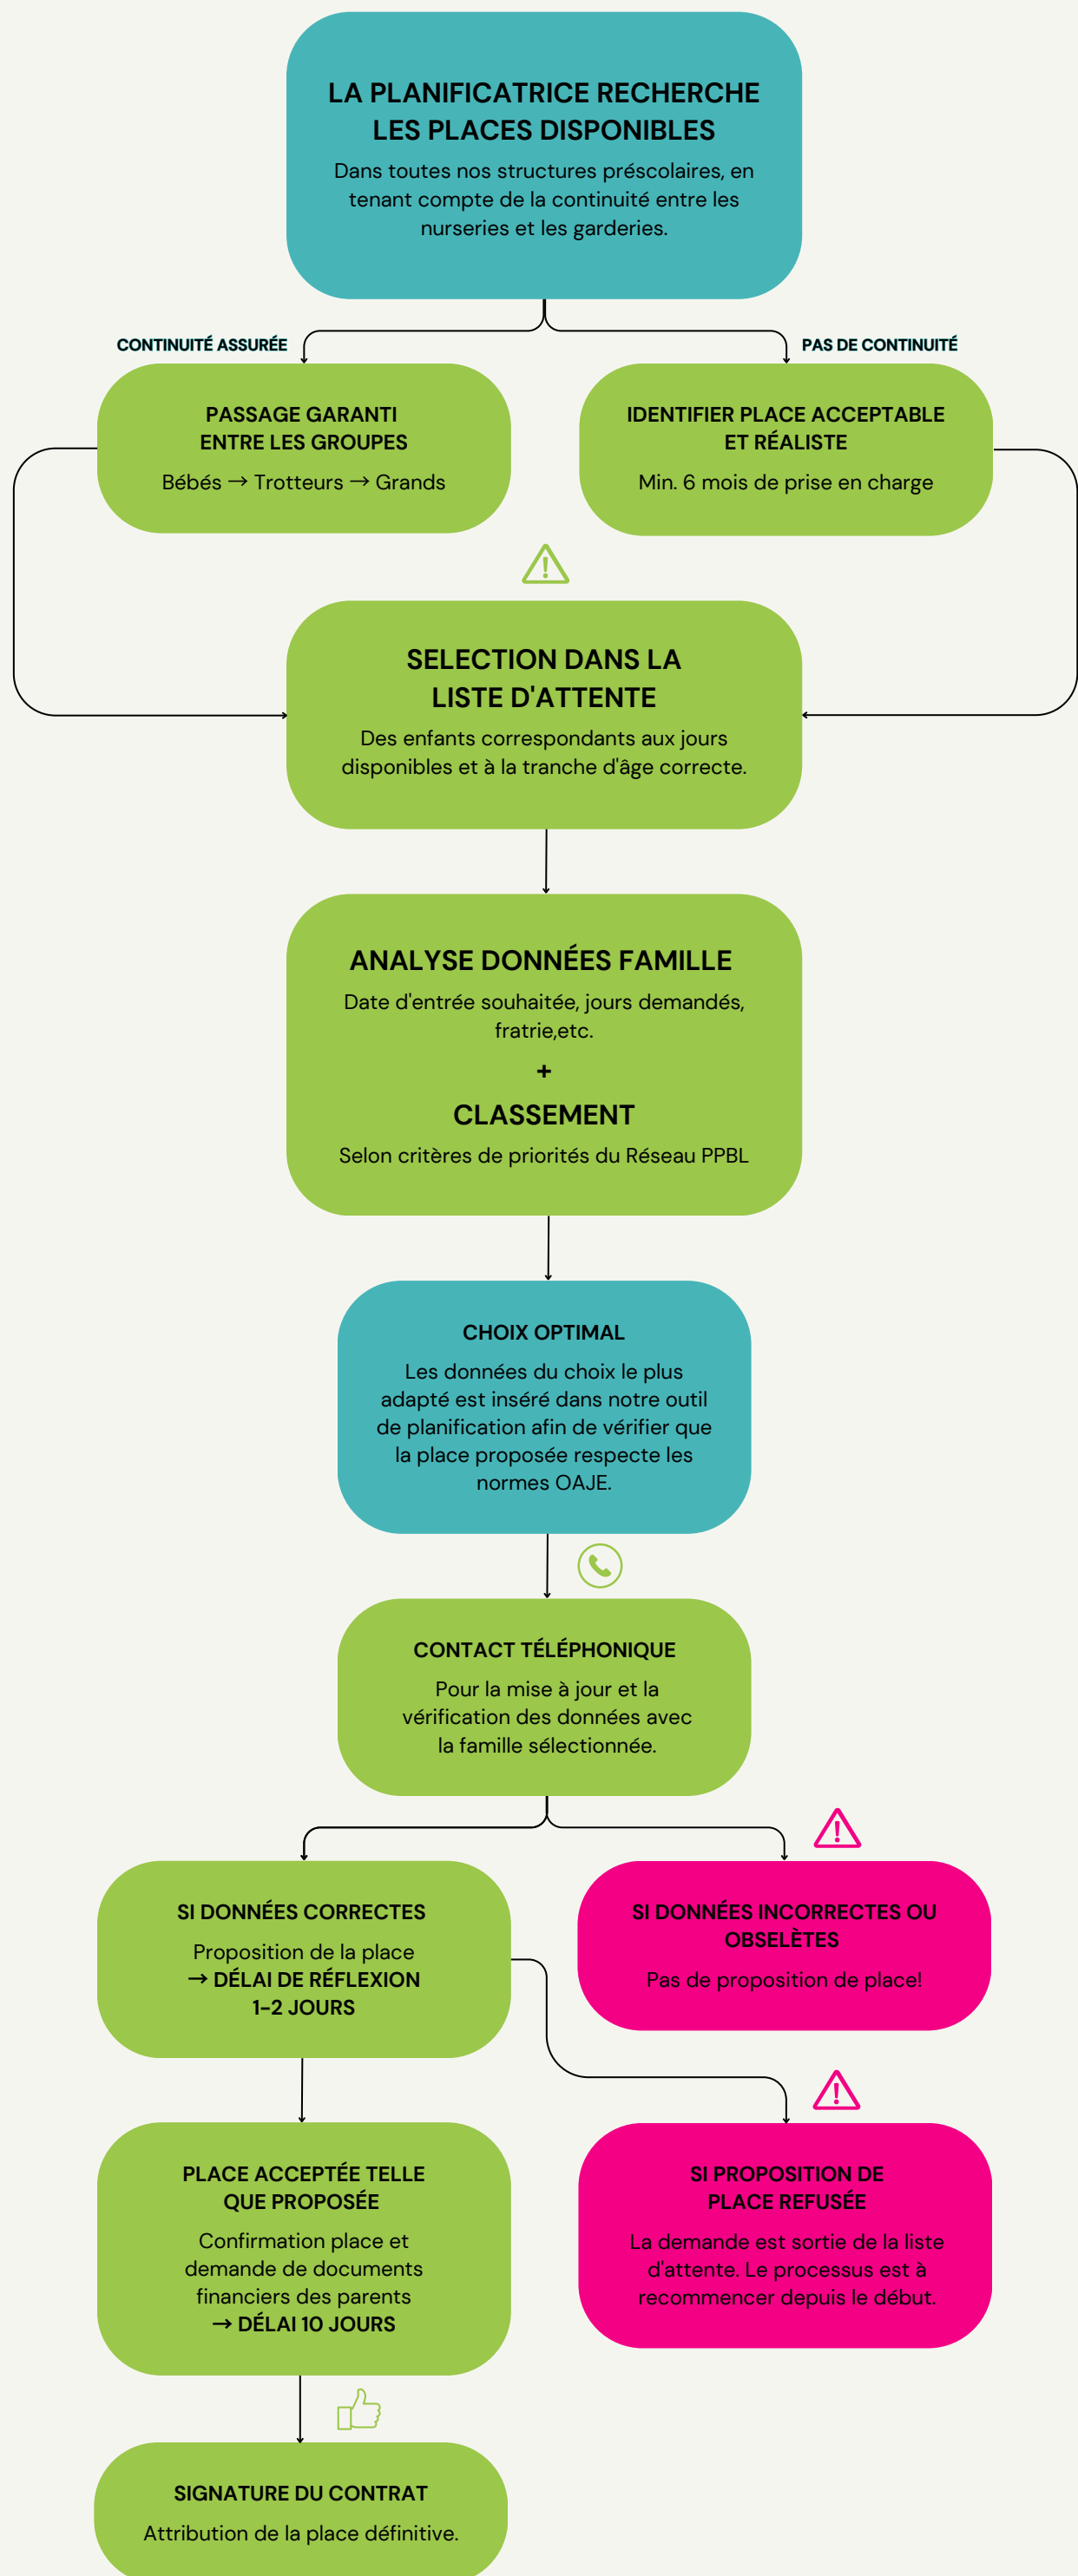 LA PLANIFICATRICE RECHERCHE
LES PLACES DISPONIBLES
Dans toutes nos structures préscolaires, en
tenant compte de la continuité entre les
nurseries et les garderies.
CONTINUITÉ ASSURÉE
PAS DE CONTINUITÉ
PASSAGE GARANTI
ENTRE LES GROUPES
Bébés → Trotteurs → Grands
IDENTIFIER PLACE ACCEPTABLE
ET RÉALISTE
Min. 6 mois de prise en charge
SELECTION DANS LA
LISTE D'ATTENTE
Des enfants correspondants aux jours
disponibles et à la tranche d'âge correcte.
ANALYSE DONNÉES FAMILLE
Date d'entrée souhaitée, jours demandés,
fratrie,etc.
+
CLASSEMENT
Selon critères de priorités du Réseau PPBL
CHOIX OPTIMAL
Les données du choix le plus
adapté est inséré dans notre outil
de planification afin de vérifier que
la place proposée respecte les
normes OAJE.
CONTACT TÉLÉPHONIQUE
Pour la mise à jour et la
vérification des données avec
la famille sélectionnée.
SI DONNÉES CORRECTES
Proposition de la place
→ DÉLAI DE RÉFLEXION
1-2 JOURS
SI DONNÉES INCORRECTES OU
OBSELÈTES
Pas de proposition de place!
PLACE ACCEPTÉE TELLE
QUE PROPOSÉE
Confirmation place et
demande de documents
financiers des parents
→ DÉLAI 10 JOURS
SI PROPOSITION DE
PLACE REFUSÉE
La demande est sortie de la liste
d'attente. Le processus est à
recommencer depuis le début.
SIGNATURE DU CONTRAT
Attribution de la place définitive.